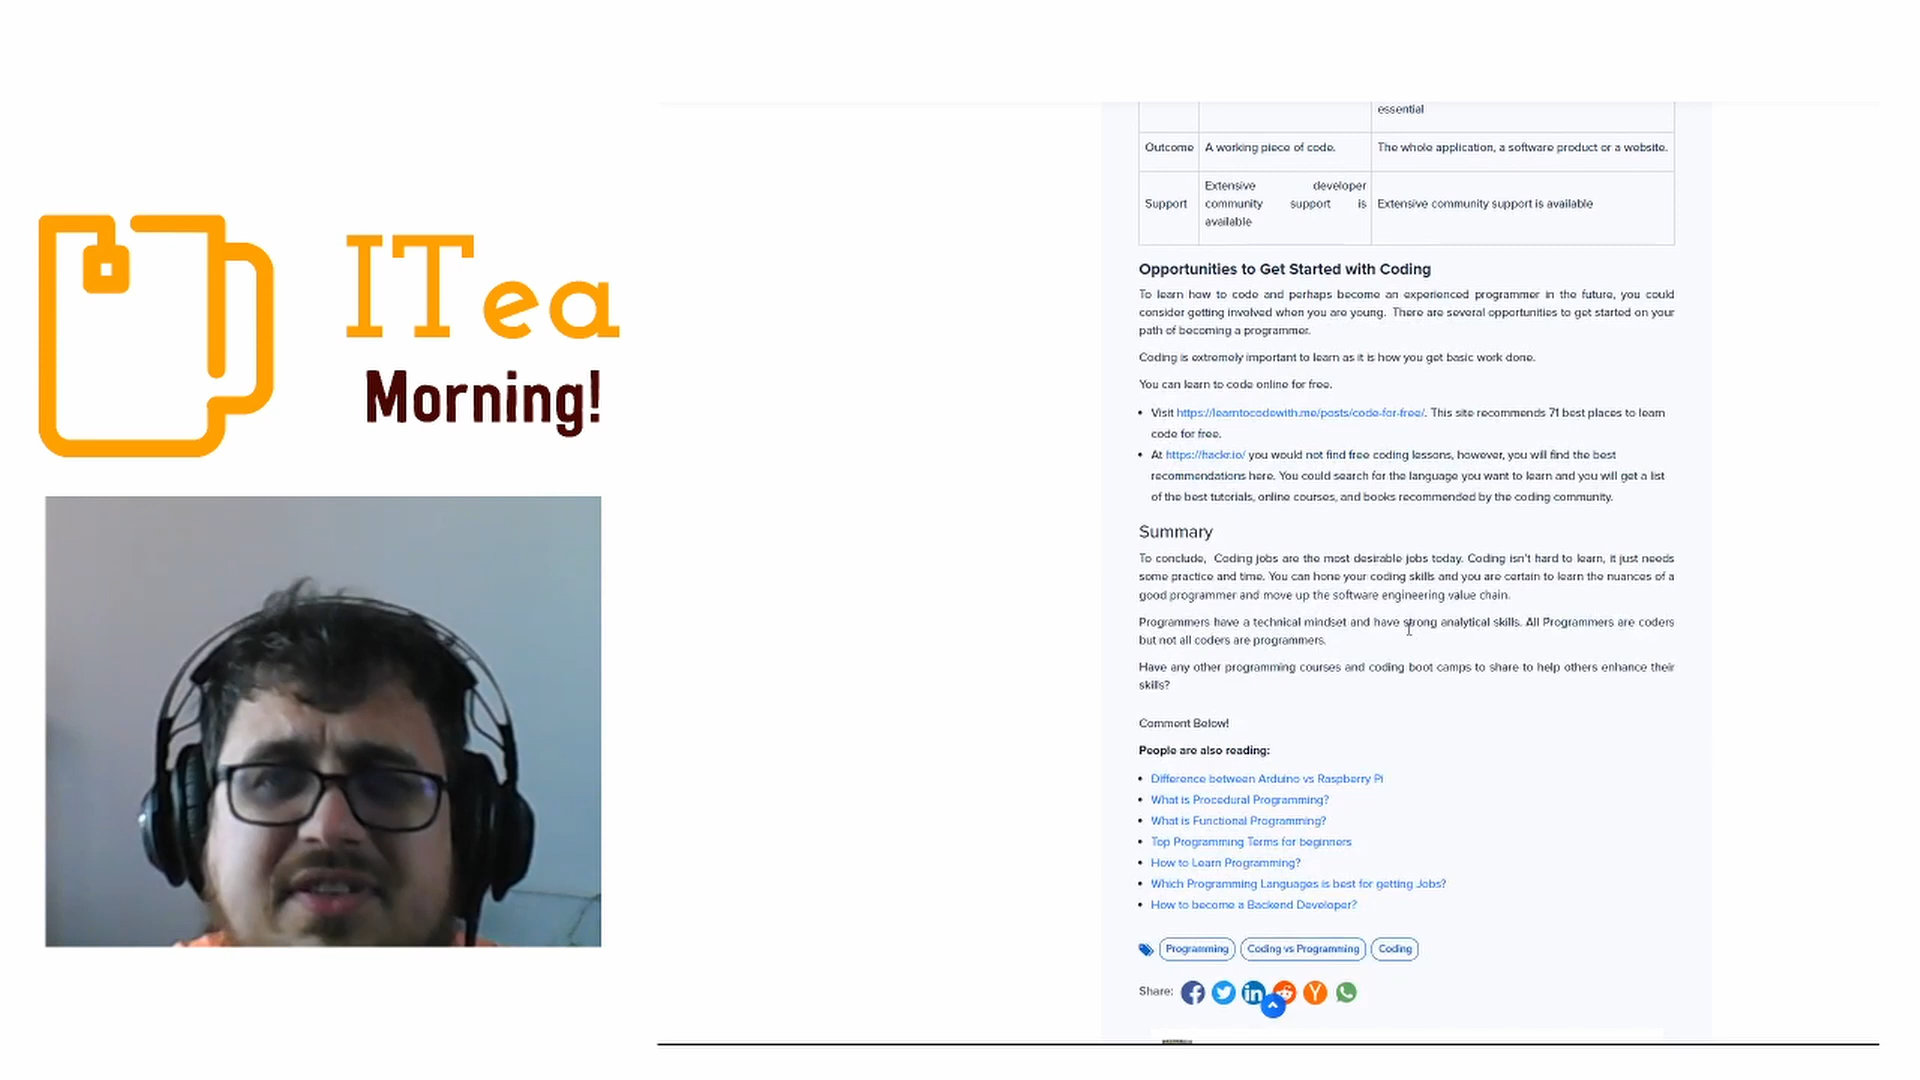 ITea
Morning!
essential
Outcome A working piece of code. The whole application, a software product or a website.
Support Extensive developer community support is available Extensive community support is available
Opportunities to Get Started with Coding
To learn how to code and perhaps become an experienced programmer in the future, you could
consider getting involved when you are young. There are several opportunities to get started on your
path of becoming a programmer.
Coding is extremely important to learn as it is how you get basic work done.
You can learn to code online for free.
• Visit https://learntocodewith.me/posts/code-for-free/. This site recommends 71 best places to learn
code for free.
• At https://hackr.io/ you would not find free coding lessons, however, you will find the best
recommendations here. You could search for the language you want to learn and you will get a list
of the best tutorials, online courses, and books recommended by the coding community.
Summary
To conclude, Coding jobs are the most desirable jobs today. Coding isn't hard to learn, it just needs
some practice and time. You can hone your coding skills and you are certain to learn the nuances of a
good programmer and move up the software engineering value chain.
Programmers have a technical mindset and have strong analytical skills. All Programmers are coders
but not all coders are programmers.
Have any other programming courses and coding boot camps to share to help others enhance their
skills?
Comment Below!
People are also reading:
• Difference between Arduino vs Raspberry Pi
• What is Procedural Programming?
• What is Functional Programming?
• Top Programming Terms for beginners
• How to Learn Programming?
• Which Programming Languages is best for getting Jobs?
• How to become a Backend Developer?
Programming Coding vs Programming Coding
Share: